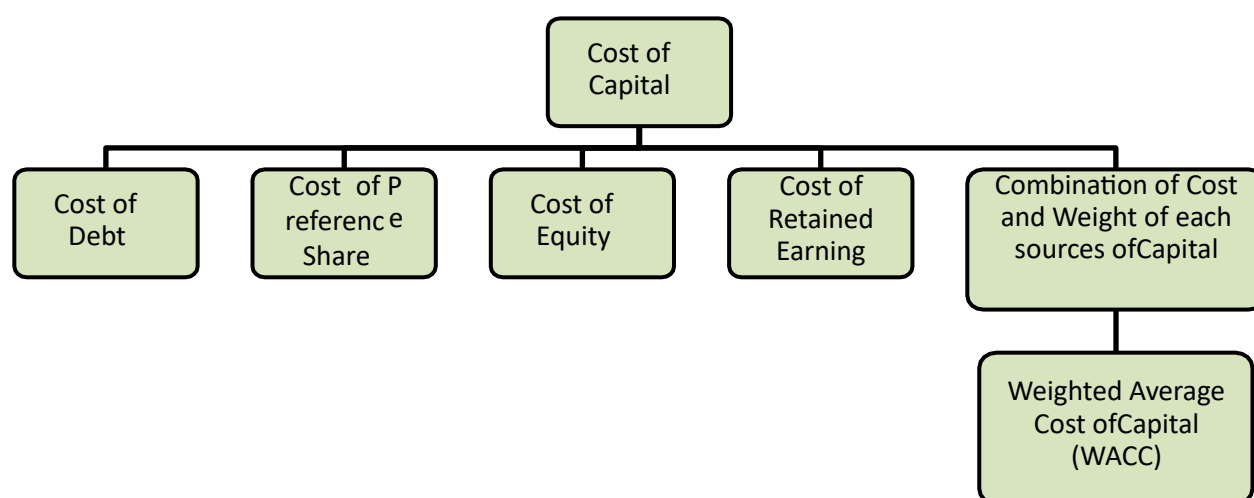 Cost of
Capital
Cost of
Debt
Cost of P
referenc e
Share
Cost of
Equity
Cost of
Retained
Earning
Combination of Cost
and Weight of each
sources ofCapital
Weighted Average
Cost ofCapital
(WACC)